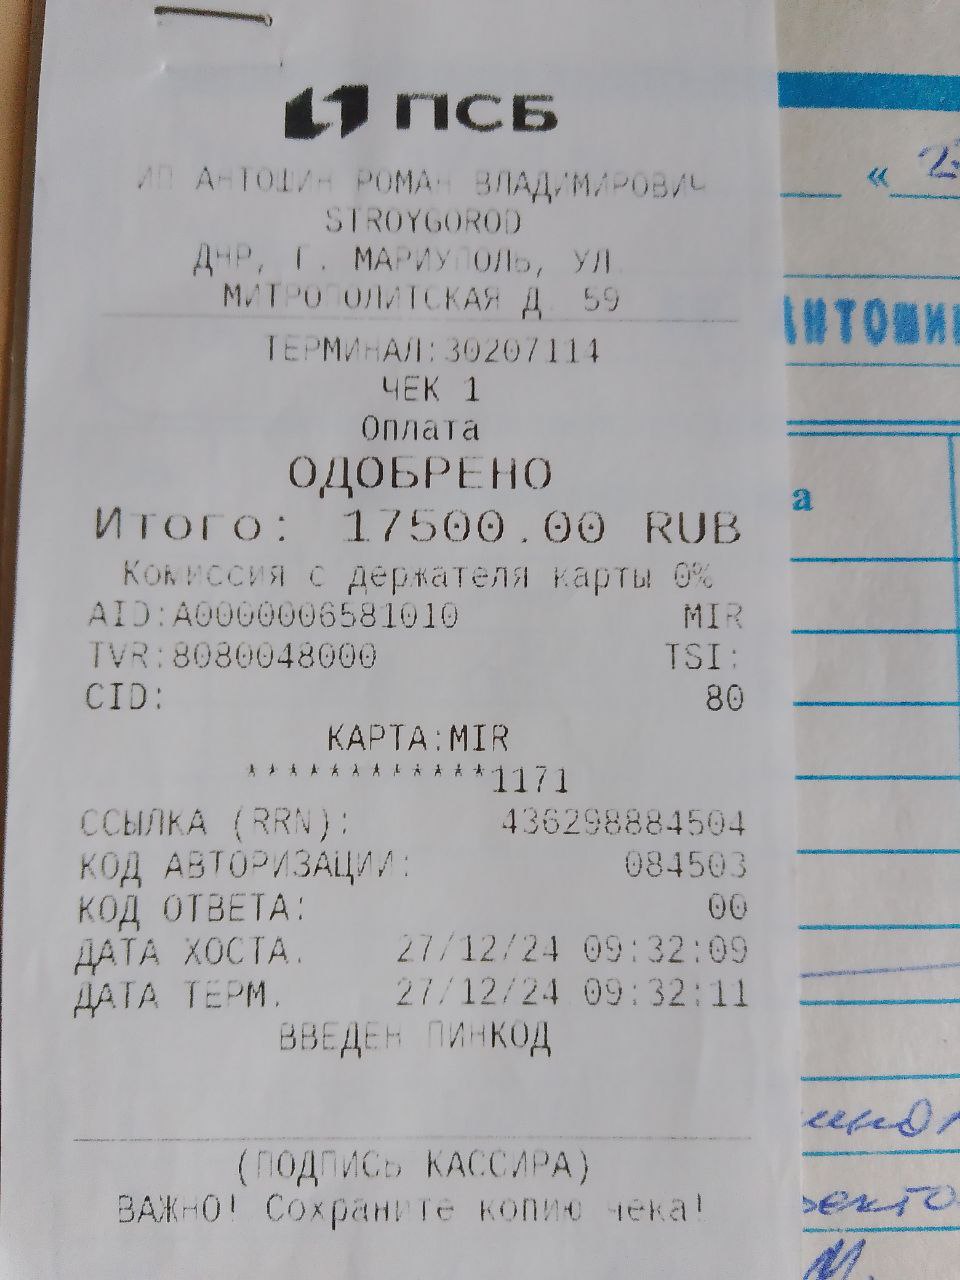 ПСБ
ИП АНТОШИН РОМАН ВЛАДИМИРОВИЧ
STROYGOROD
ДНР, Г. МАРИУПОЛЬ, УЛ
МИТРОПОЛИТСКАЯ Д. 59
ТЕРМИНАЛ:30207114
ЧЕК 1
Оплата
ОДОБРЕНО
Итого: 17500.00 RUB
Комиссия с держателя карты 0%
AID:A0000006581010 MIR
TVR:8080048000 TSI:
CID: 80
КАРТА:MIR
************1171
ССЫЛКА (RRN): 436298884504
КОД АВТОРИЗАЦИИ: 084503
КОД ОТВЕТА: 00
ДАТА ХОСТА. 27/12/24 09:32:09
ДАТА ТЕРМ. 27/12/24 09:32:11
ВВЕДЕН ПИНКОД
(ПОДПИСЬ КАССИРА)
ВАЖНО! Сохраните копию чека!
«
АНТОШИ
а